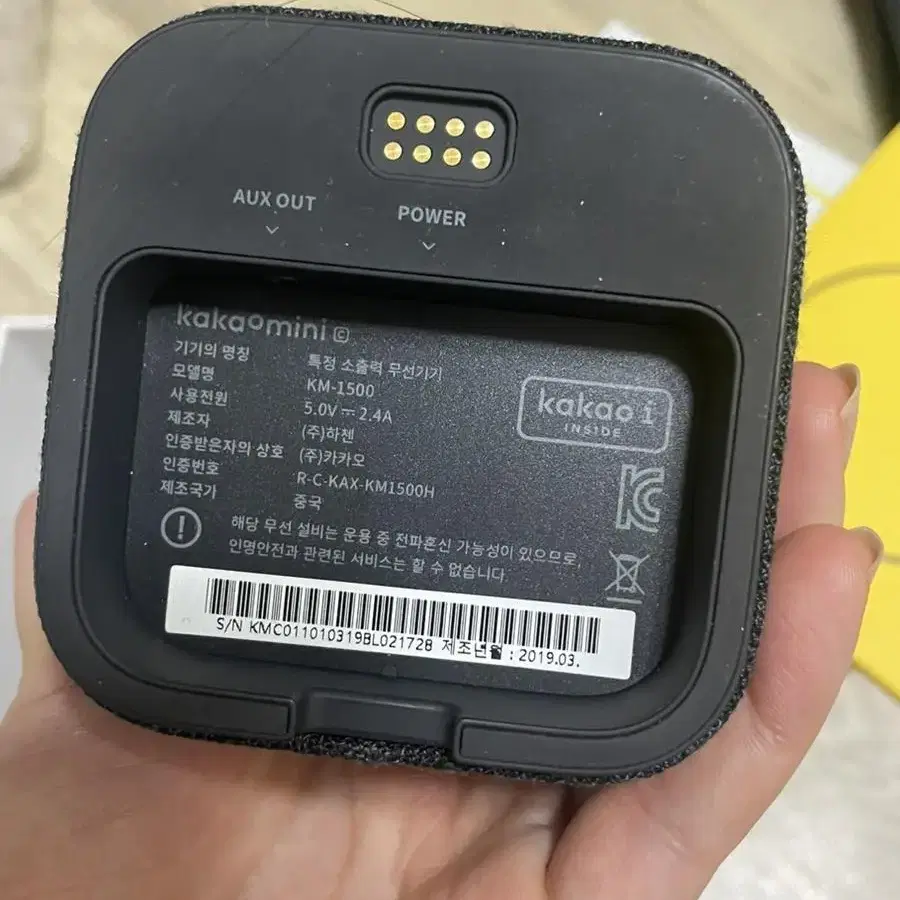 AUX OUT
POWER
kakaomini ©
기기의 명칭 특정 소출력 무선기기
모델명 KM-1500
사용전원 5.0V ⎓ 2.4A
제조자 (주)하첸
인증받은자의 상호 (주)카카오
인증번호 R-C-KAX-KM1500H
제조국가 중국
kakao i
INSIDE
해당 무선 설비는 운용 중 전파혼신 가능성이 있으므로,
인명안전과 관련된 서비스는 할 수 없습니다.
S/N KMC011010319BL021728 제조년월 : 2019.03.